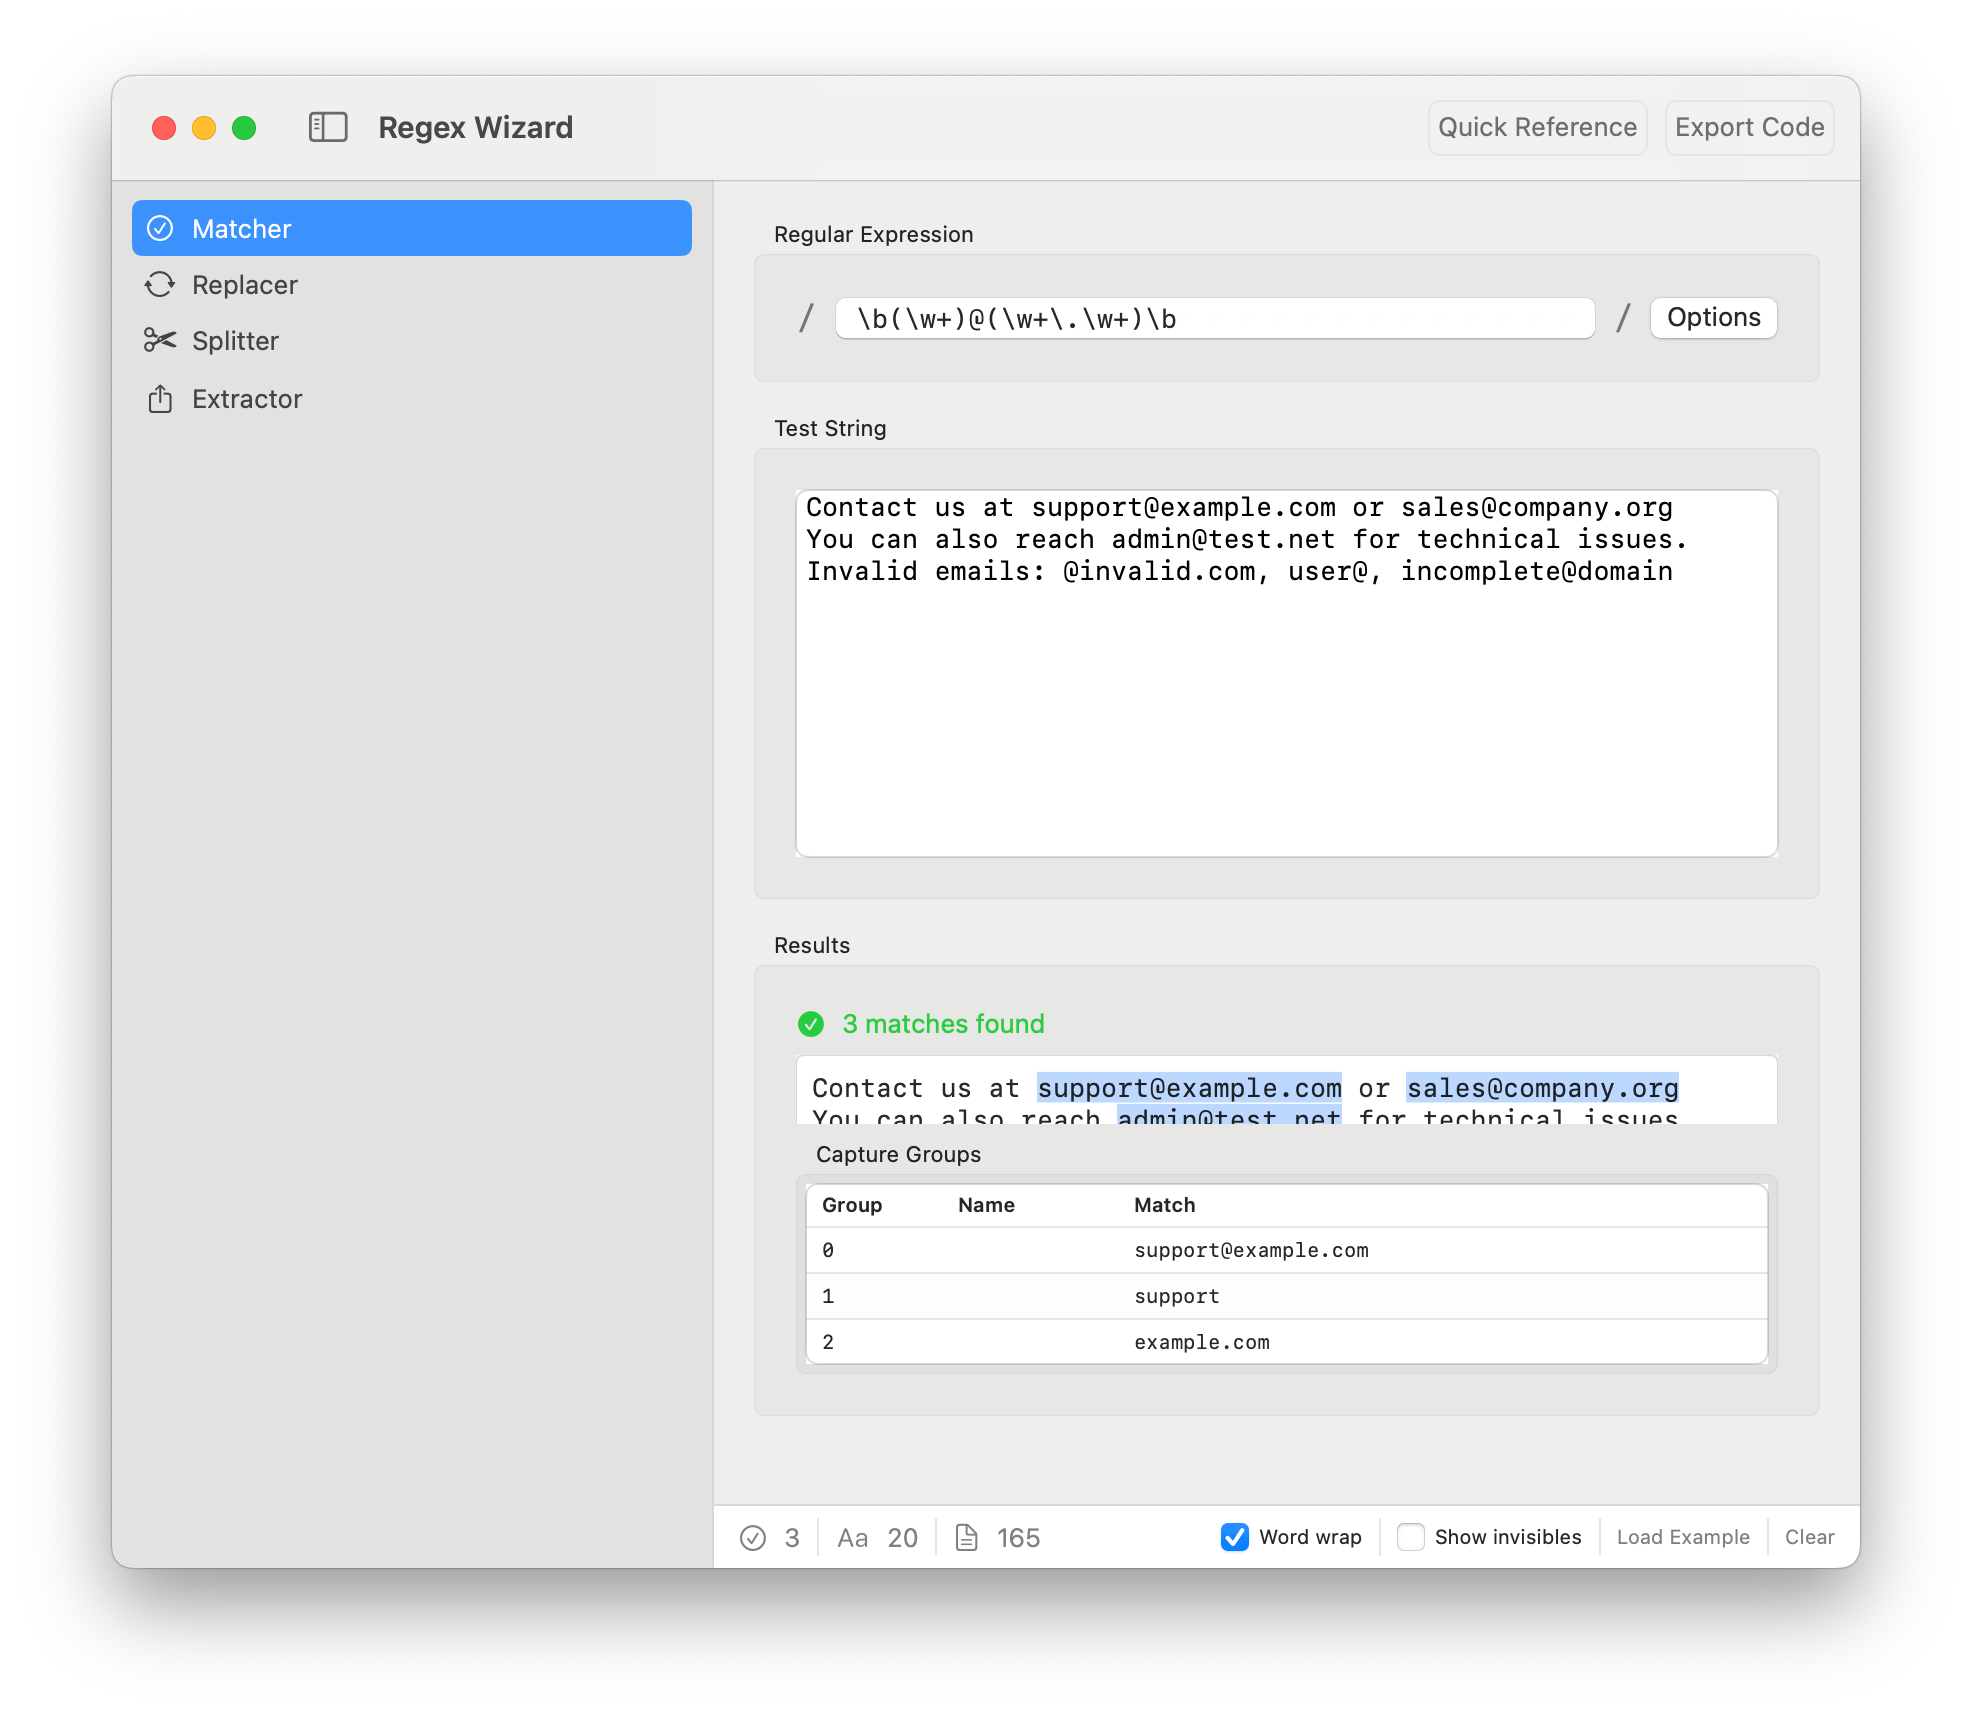 Regex Wizard
Quick Reference
Export Code
Matcher
Replacer
Splitter
Extractor
Regular Expression
/ \b(\w+)@(\w+\.\w+)\b / Options
Test String
Contact us at support@example.com or sales@company.org
You can also reach admin@test.net for technical issues.
Invalid emails: @invalid.com, user@, incomplete@domain
Results
3 matches found
Contact us at support@example.com or sales@company.org
You can also reach admin@test.net for technical issues
Capture Groups
Group Name Match
0 support@example.com
1 support
2 example.com
3 Aa 20 165 Word wrap Show invisibles Load Example Clear